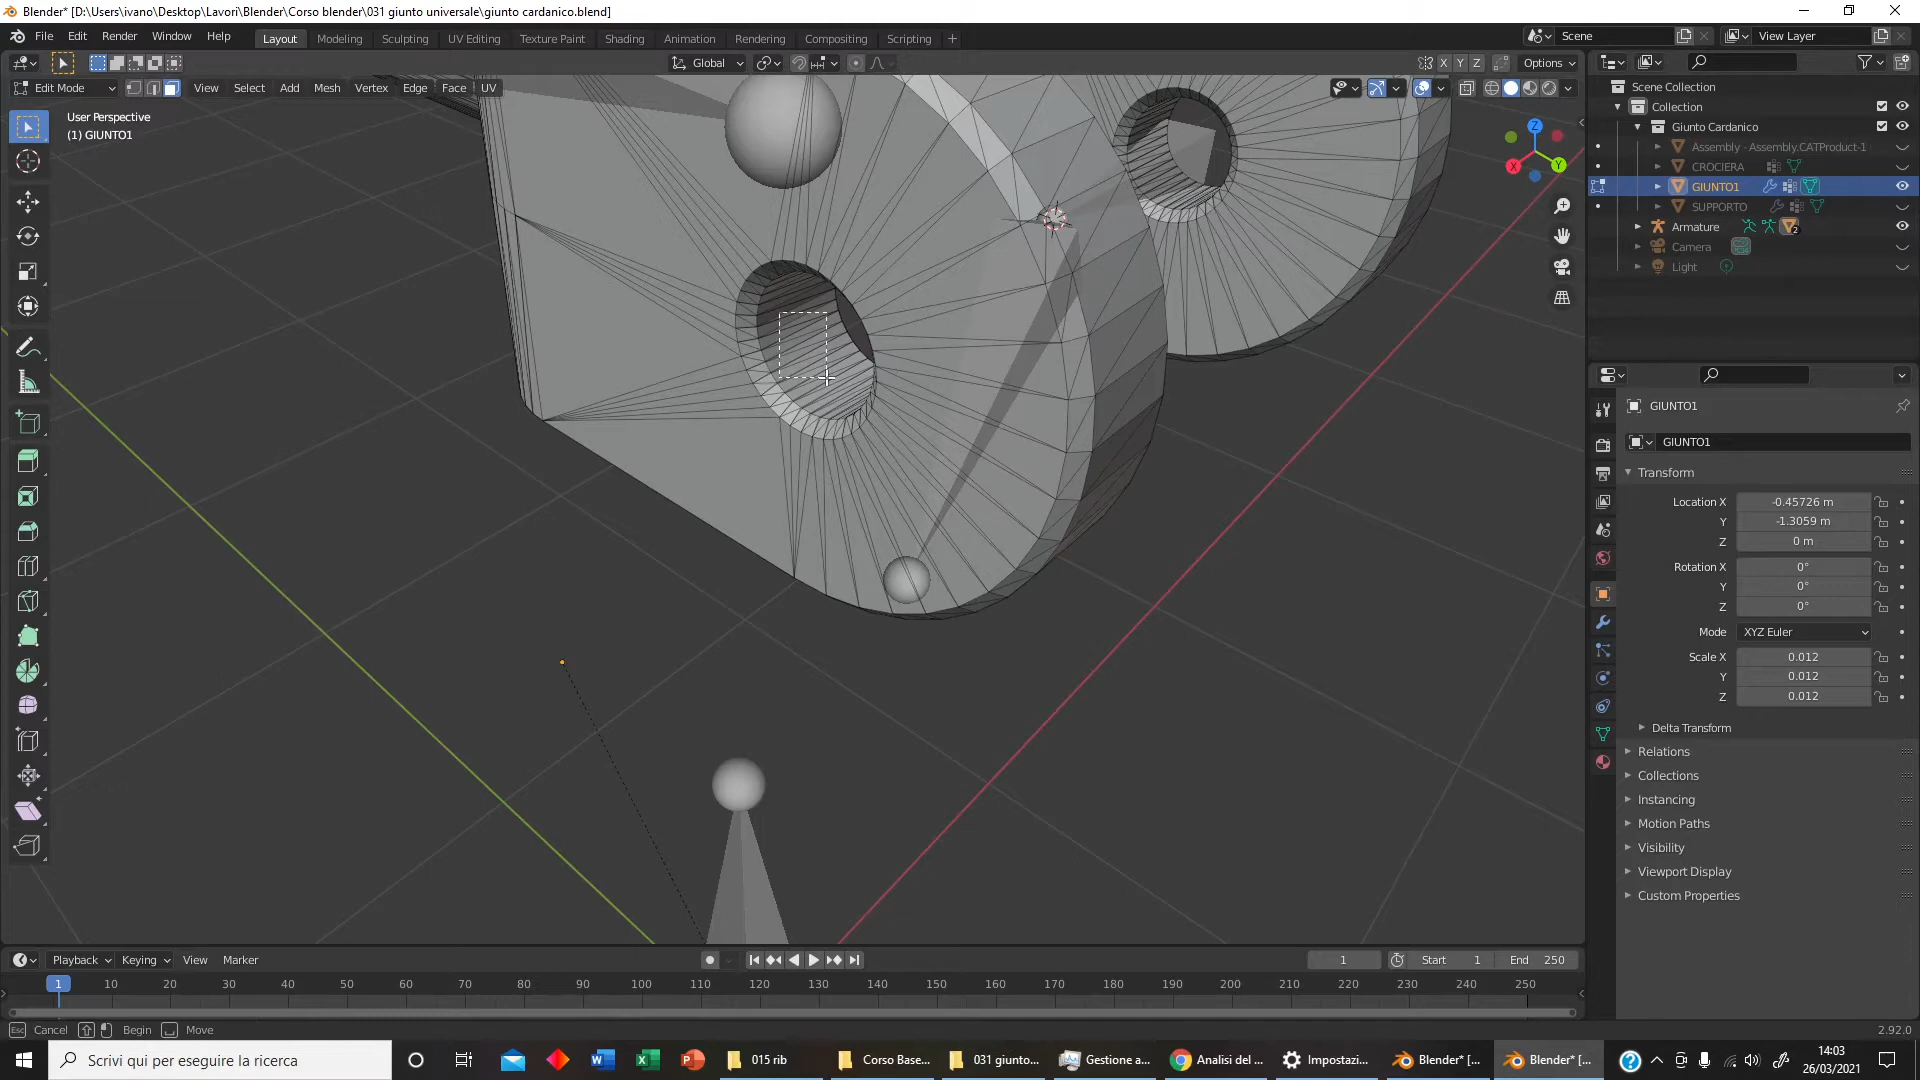 Blender* [D:\Users\ivano\Desktop\Lavori\Blender\Corso blender\031 giunto universale\giunto cardanico.blend]
File Edit Render Window Help Layout Modeling Sculpting UV Editing Texture Paint Shading Animation Rendering Compositing Scripting + Scene View Layer
Global X Y Z Options
Edit Mode View Select Add Mesh Vertex Edge Face UV
User Perspective
(1) GIUNTO1
Z
Y
X
Scene Collection
Collection
Giunto Cardanico
Assembly - Assembly.CATProduct-1
CROCIERA
GIUNTO1
SUPPORTO
Armature 2
Camera
Light
GIUNTO1
GIUNTO1
Transform
Location X -0.45726 m
Y -1.3059 m
Z 0 m
Rotation X 0°
Y 0°
Z 0°
Mode XYZ Euler
Scale X 0.012
Y 0.012
Z 0.012
Delta Transform
Relations
Collections
Instancing
Motion Paths
Visibility
Viewport Display
Custom Properties
Playback Keying View Marker 1 Start 1 End 250
1 10 20 30 40 50 60 70 80 90 100 110 120 130 140 150 160 170 180 190 200 210 220 230 240 250
Esc Cancel Begin Move 2.92.0
Scrivi qui per eseguire la ricerca 015 rib Corso Base... 031 giunto... Gestione a... Analisi del ... Impostazi... Blender* [... Blender* [...
14:03
26/03/2021